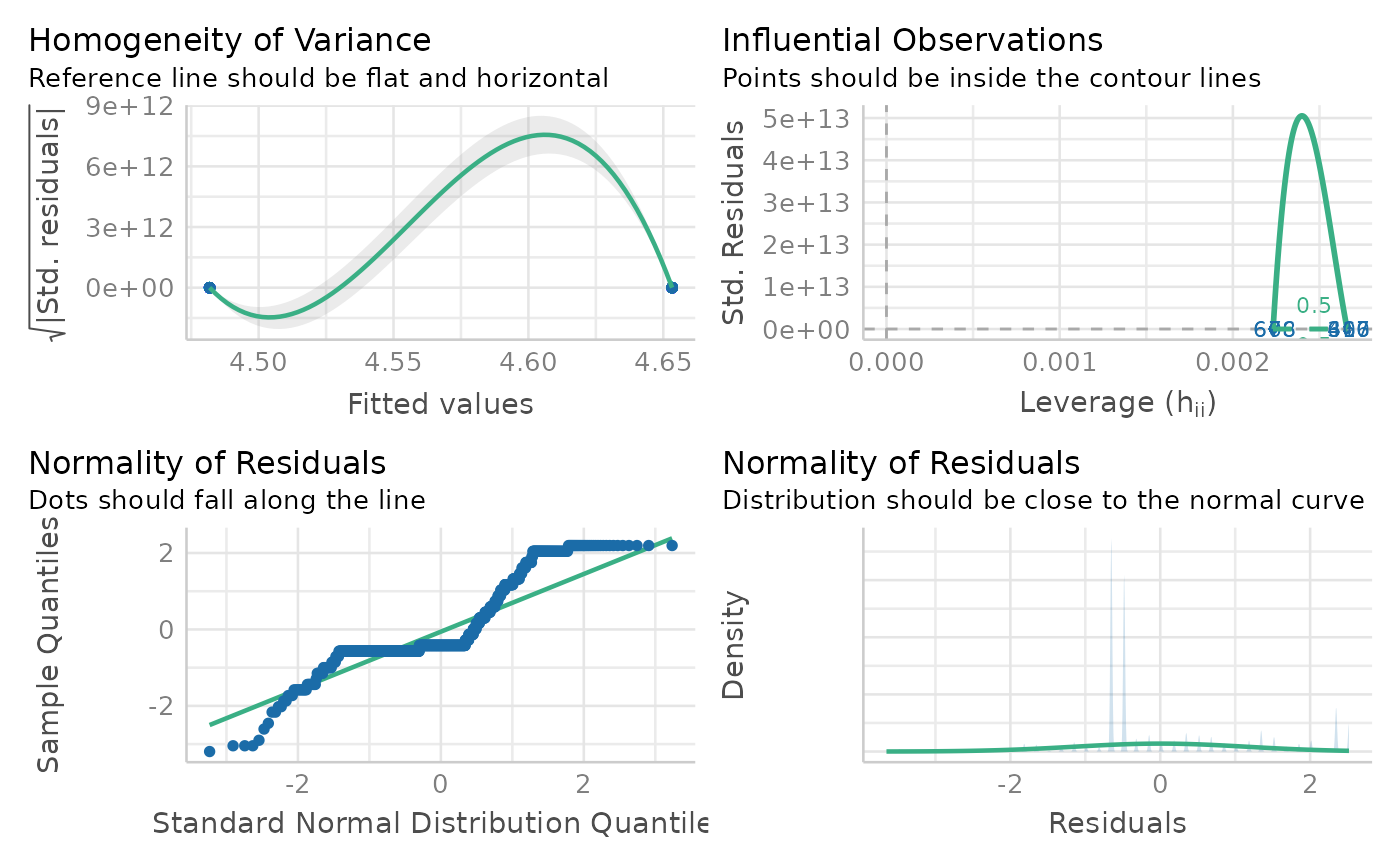 Homogeneity of Variance
Reference line should be flat and horizontal
√|Std. residuals|
9e+12
6e+12
3e+12
0e+00
4.50 4.55 4.60 4.65
Fitted values
Influential Observations
Points should be inside the contour lines
Std. Residuals
5e+13
4e+13
3e+13
2e+13
1e+13
0e+00
0.5
0.000 0.001 0.002
Leverage (hii)
Normality of Residuals
Dots should fall along the line
Sample Quantiles
2
0
-2
-2 0 2
Standard Normal Distribution Quantile
Normality of Residuals
Distribution should be close to the normal curve
Density
-2 0 2
Residuals